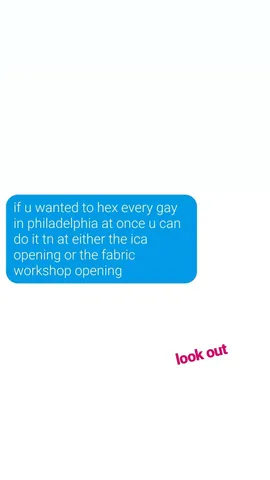 if u wanted to hex every gay
in philadelphia at once u can
do it tn at either the ica
opening or the fabric
workshop opening
look out